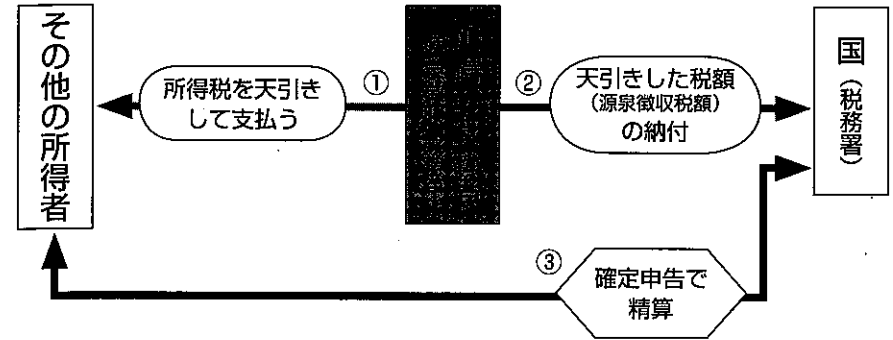 その他の所得者
所得税を天引き
して支払う
①
②
天引きした税額
(源泉徴収税額)
の納付
国(税務署)
③
確定申告で
精算